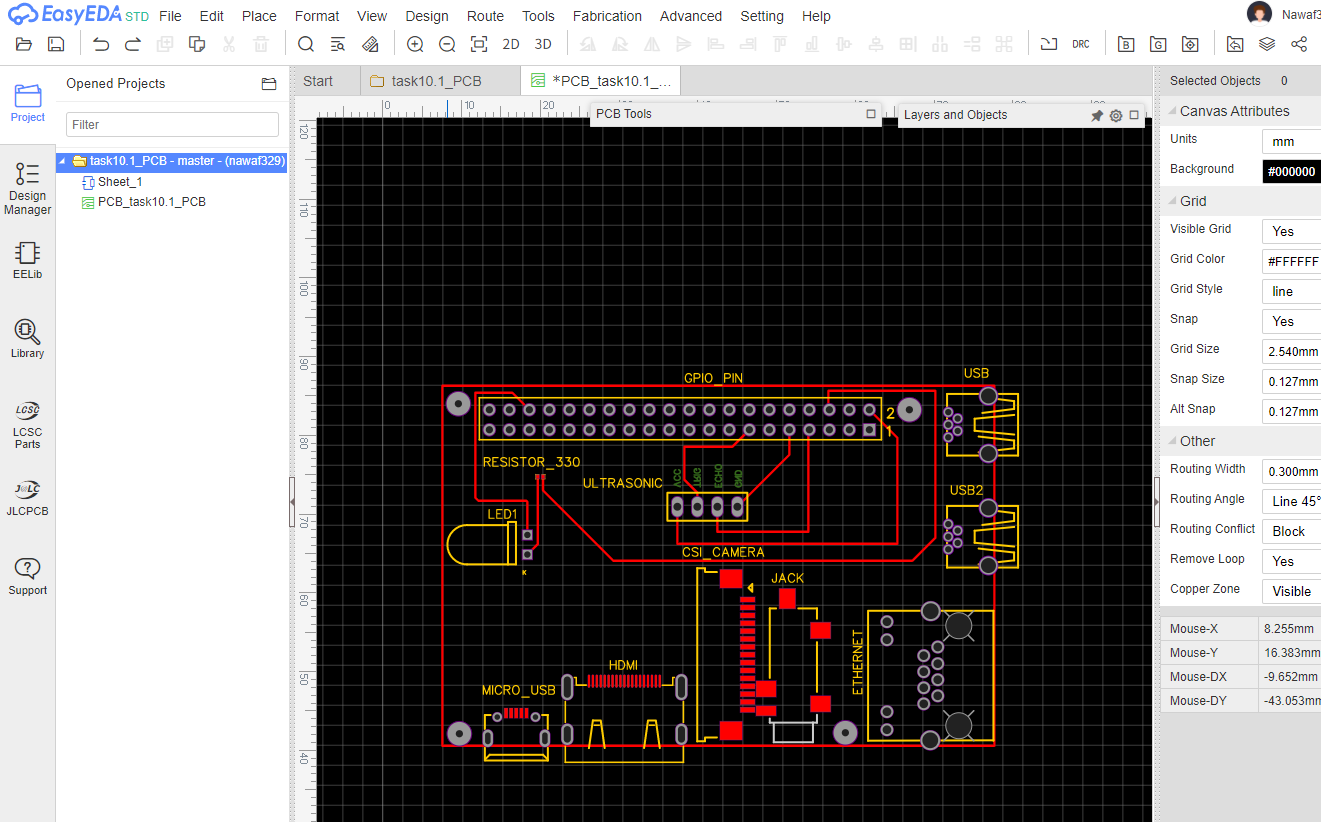 EasyEDA STD File Edit Place Format View Design Route Tools Fabrication Advanced Setting Help Nawaf3
2D 3D DRC B G
Project
Design Manager
EELib
Library
LCSC
LCSC Parts
J@LC
JLCPCB
Support
Opened Projects
Filter
task10.1_PCB - master - (nawaf329)
Sheet_1
PCB_task10.1_PCB
Start task10.1_PCB *PCB_task10.1_...
0 10 20
PCB Tools
Layers and Objects
120
110
100
90
80
70
60
50
40
GPIO_PIN
USB
2
1
RESISTOR_330
ULTRASONIC
VCC TRIG ECHO GND
USB2
LED1
K
CSI_CAMERA
JACK
ETHERNET
HDMI
MICRO_USB
Selected Objects 0
Canvas Attributes
Units mm
Background #000000
Grid
Visible Grid Yes
Grid Color #FFFFFF
Grid Style line
Snap Yes
Grid Size 2.540mm
Snap Size 0.127mm
Alt Snap 0.127mm
Other
Routing Width 0.300mm
Routing Angle Line 45°
Routing Conflict Block
Remove Loop Yes
Copper Zone Visible
Mouse-X 8.255mm
Mouse-Y 16.383mm
Mouse-DX -9.652mm
Mouse-DY -43.053mm